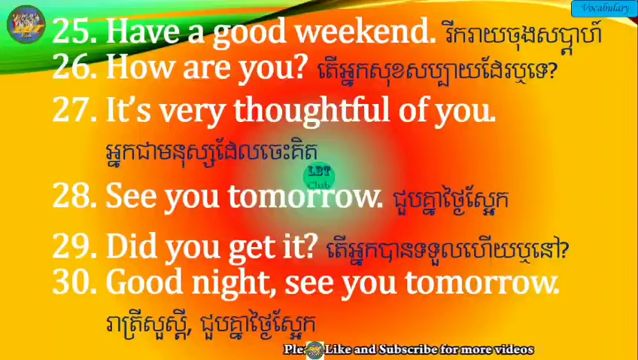 Vocabulary
25. Have a good weekend. រីករាយចុងសប្តាហ៍
26. How are you? តើអ្នកសុខសប្បាយដែរឬទេ?
27. It's very thoughtful of you.
អ្នកជាមនុស្សដែលចេះគិត
LBT
Club
28. See you tomorrow. ជួបគ្នាថ្ងៃស្អែក
29. Did you get it? តើអ្នកបានទទួលហើយឬនៅ?
30. Good night, see you tomorrow.
រាត្រីសួស្តី, ជួបគ្នាថ្ងៃស្អែក
Like and Subscribe for more videos